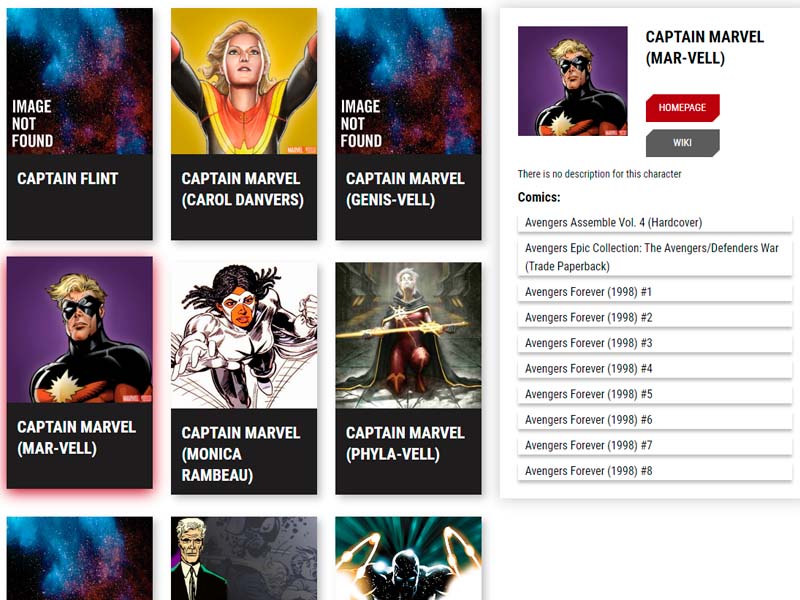 IMAGE
NOT
FOUND
CAPTAIN FLINT
CAPTAIN MARVEL
(CAROL DANVERS)
IMAGE
NOT
FOUND
CAPTAIN MARVEL
(GENIS-VELL)
CAPTAIN MARVEL
(MAR-VELL)
CAPTAIN MARVEL
(MONICA
RAMBEAU)
CAPTAIN MARVEL
(PHYLA-VELL)
CAPTAIN MARVEL
(MAR-VELL)
HOMEPAGE
WIKI
There is no description for this character
Comics:
Avengers Assemble Vol. 4 (Hardcover)
Avengers Epic Collection: The Avengers/Defenders War
(Trade Paperback)
Avengers Forever (1998) #1
Avengers Forever (1998) #2
Avengers Forever (1998) #3
Avengers Forever (1998) #4
Avengers Forever (1998) #5
Avengers Forever (1998) #6
Avengers Forever (1998) #7
Avengers Forever (1998) #8